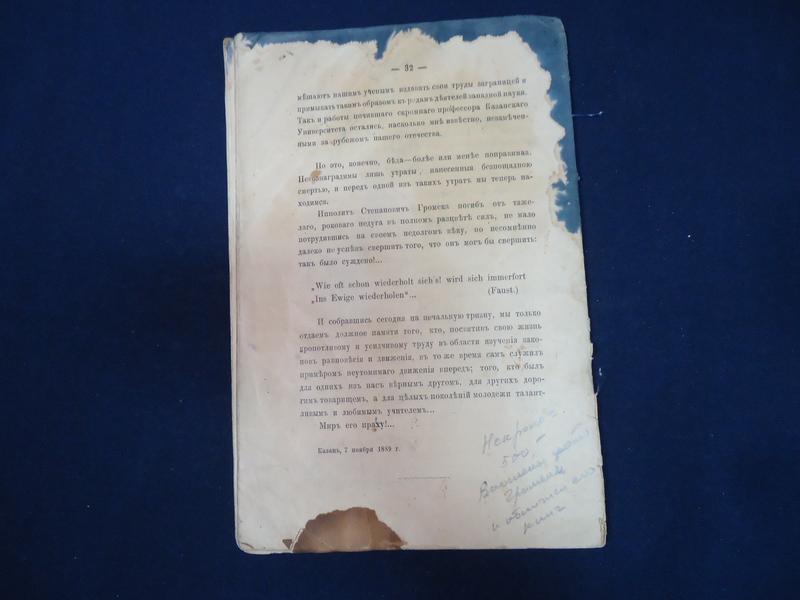 — 32 —
мѣшаютъ нашимъ ученымъ издавать свои труды заграницей и
примыкать такимъ образомъ къ рядамъ дѣятелей западной науки.
Такъ и работы почившаго скромнаго профессора Казанскаго
Университета остались, насколько мнѣ извѣстно, незамѣчен-
ными за рубежомъ нашего отечества.
Но это, конечно, бѣда—болѣе или менѣе поправимая.
Невознаградимы лишь утраты, нанесенныя безпощадною
смертью, и передъ одной изъ такихъ утратъ мы теперь на-
ходимся.
Ипполитъ Степановичъ Громека погибъ отъ тяже-
лаго, роковаго недуга въ полномъ разцвѣтѣ силъ, не мало
потрудившись на своемъ недолгомъ вѣку, но несомнѣнно
далеко не успѣвъ свершить того, что онъ могъ бы свершить:
такъ было суждено!...
„Wie oft schon wiederholt sich's! wird sich immerfort
„Ins Ewige wiederholen“... (Faust.)
И собравшись сегодня на печальную тризну, мы только
отдаемъ должное памяти того, кто, посвятивъ свою жизнь
кропотливому и усидчивому труду въ области изученія зако-
новъ равновѣсія и движенія, въ то же время самъ служилъ
примѣромъ неутомимаго движенія впередъ; того, кто былъ
для однихъ изъ насъ вѣрнымъ другомъ, для другихъ доро-
гимъ товарищемъ, а для цѣлыхъ поколѣній молодежи талант-
ливымъ и любимымъ учителемъ...
Миръ его праху!...
Казань, 7 ноября 1889 г.
500,—
Громеки
и
книг